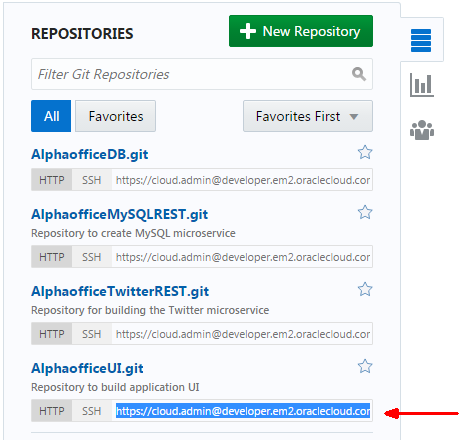 REPOSITORIES
New Repository
Filter Git Repositories
All Favorites Favorites First
AlphaofficeDB.git
HTTP SSH https://cloud.admin@developer.em2.oraclecloud.cor
AlphaofficeMySQLREST.git
Repository to create MySQL microservice
HTTP SSH https://cloud.admin@developer.em2.oraclecloud.cor
AlphaofficeTwitterREST.git
Repository for building the Twitter microservice
HTTP SSH https://cloud.admin@developer.em2.oraclecloud.cor
AlphaofficeUI.git
Repository to build application UI
HTTP SSH https://cloud.admin@developer.em2.oraclecloud.cor